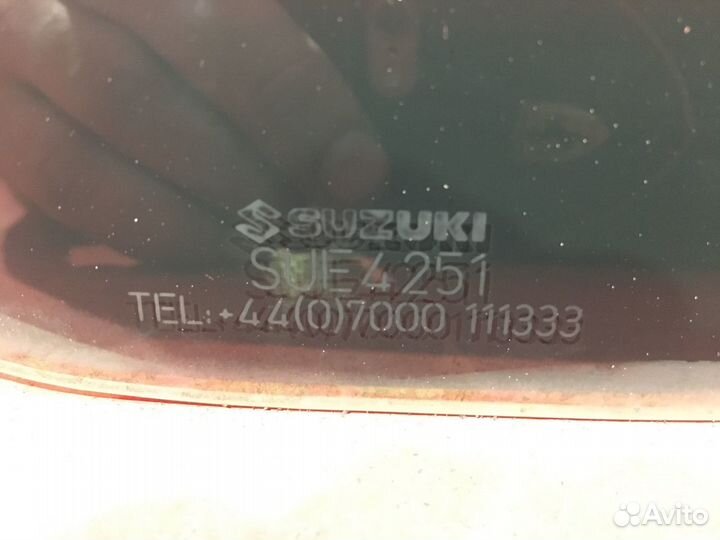 SUZUKI
SUE4251
TEL:+44(0)7000 111333
Avito